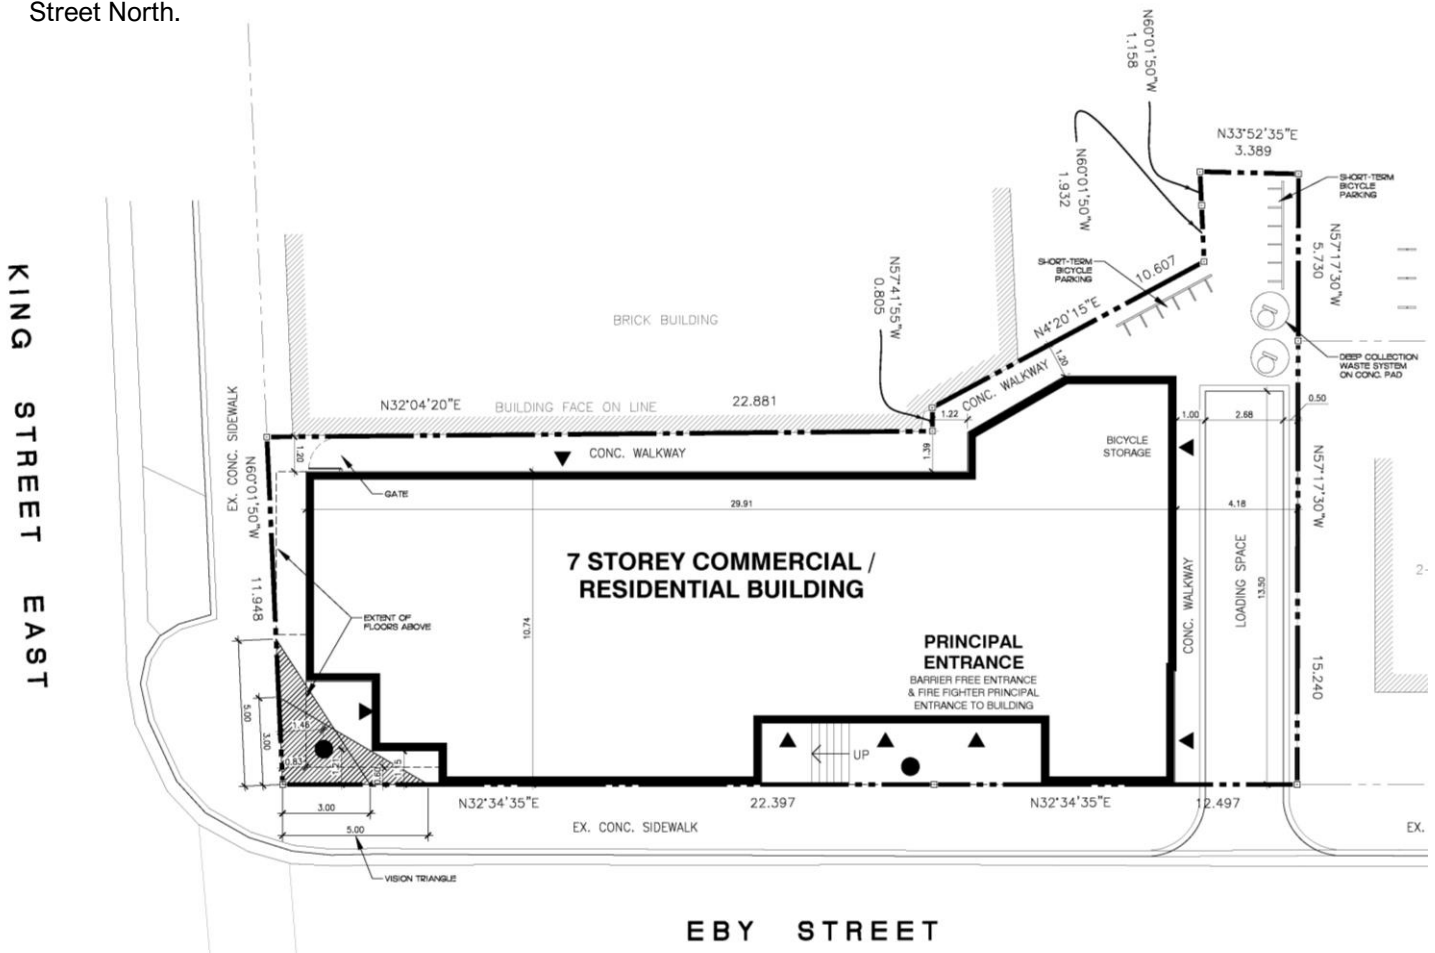 Street North.
N60°01'50"W
1.158
N33°52'35"E
3.389
N60°01'50"W
1.932
SHORT-TERM
BICYCLE
PARKING
N57°17'30"W
5.730
SHORT-TERM
BICYCLE
PARKING
10.607
N4°20'15"E
N57°41'55"W
0.805
BRICK BUILDING
DEEP COLLECTION
WASTE SYSTEM
ON CONC. PAD
1.20
CONC. WALKWAY
N32°04'20"E
BUILDING FACE ON LINE
22.881
1.22
1.39
1.00
2.68
0.50
EX. CONC. SIDEWALK
N60°01'50"W
11.948
1.20
CONC. WALKWAY
GATE
BICYCLE
STORAGE
29.91
4.18
N57°17'30"W
15.240
7 STOREY COMMERCIAL /
RESIDENTIAL BUILDING
10.74
CONC. WALKWAY
LOADING SPACE
13.50
2-
EXTENT OF
FLOORS ABOVE
PRINCIPAL
ENTRANCE
BARRIER FREE ENTRANCE
& FIRE FIGHTER PRINCIPAL
ENTRANCE TO BUILDING
UP
5.00
3.00
1.48
0.83
N32°34'35"E
22.397
N32°34'35"E
12.497
3.00
5.00
EX. CONC. SIDEWALK
EX.
VISION TRIANGLE
KING STREET EAST
EBY STREET